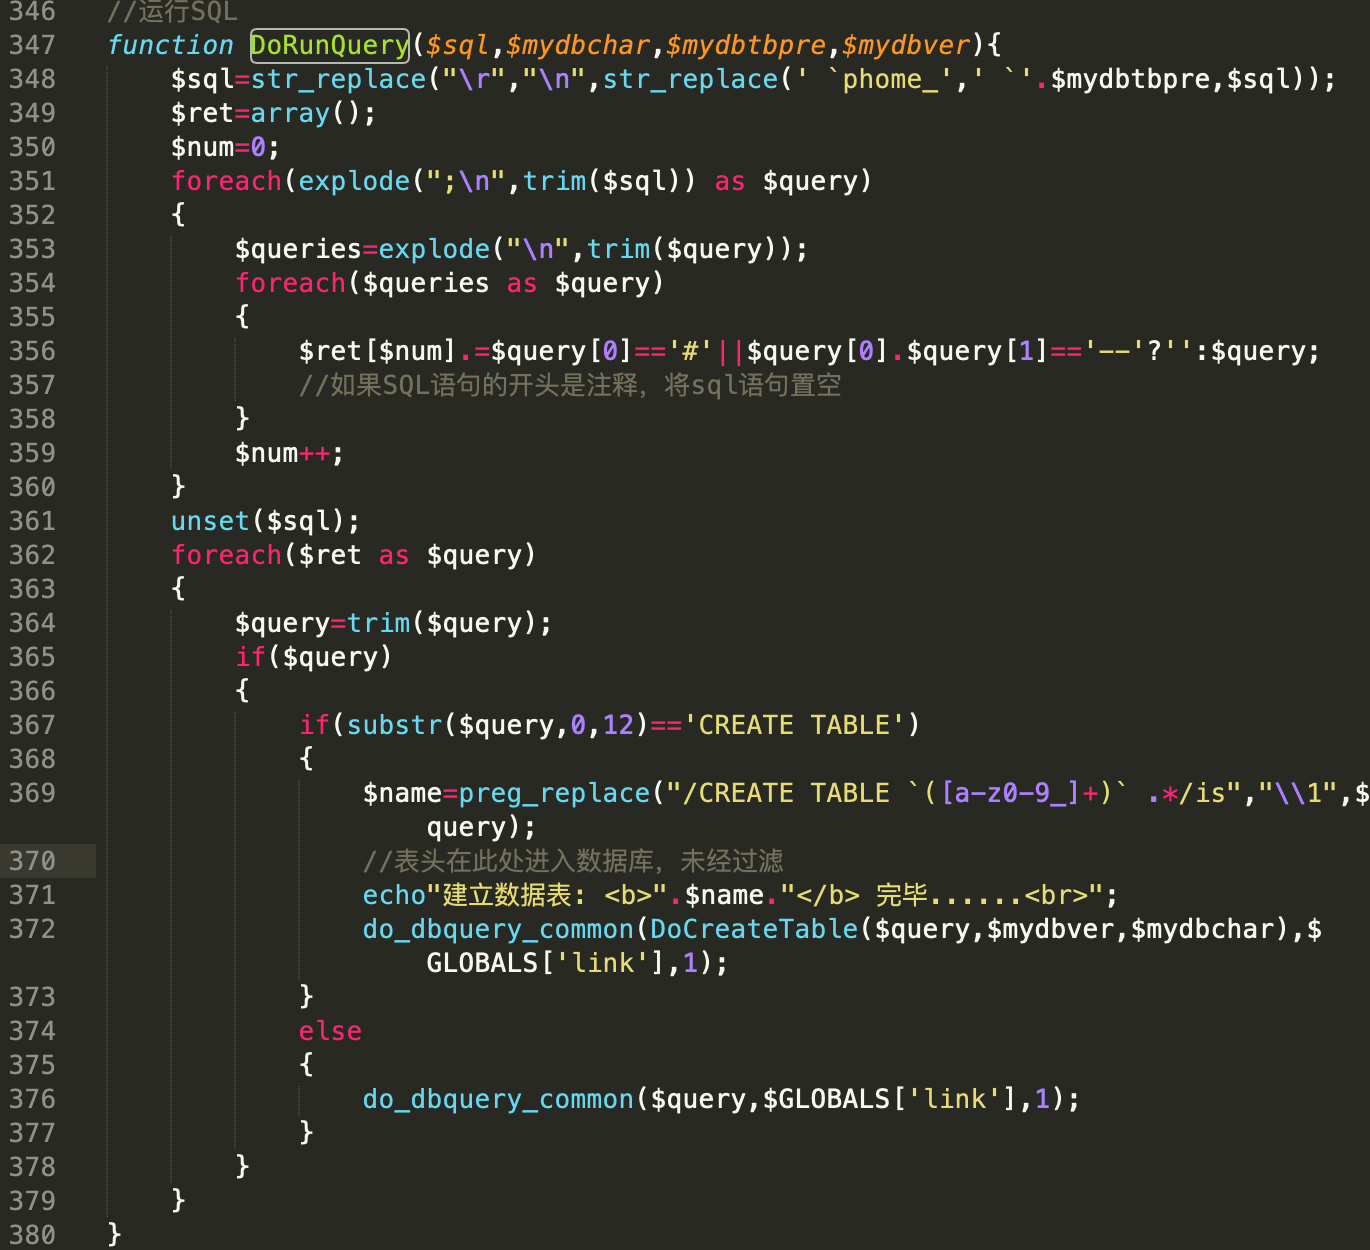 346 //运行SQL
347 function DoRunQuery($sql,$mydbchar,$mydbtbpre,$mydbver){
348 $sql=str_replace("\r","\n",str_replace(' `phome_',' `'.$mydbtbpre,$sql));
349 $ret=array();
350 $num=0;
351 foreach(explode(";\n",trim($sql)) as $query)
352 {
353 $queries=explode("\n",trim($query));
354 foreach($queries as $query)
355 {
356 $ret[$num].=$query[0]=='#'||$query[0].$query[1]=='--'?'':$query;
357 //如果SQL语句的开头是注释，将sql语句置空
358 }
359 $num++;
360 }
361 unset($sql);
362 foreach($ret as $query)
363 {
364 $query=trim($query);
365 if($query)
366 {
367 if(substr($query,0,12)=='CREATE TABLE')
368 {
369 $name=preg_replace("/CREATE TABLE `([a-z0-9_]+)` .*/is","\\1",$
query);
370 //表头在此处进入数据库，未经过滤
371 echo"建立数据表: <b>".$name."</b> 完毕......<br>";
372 do_dbquery_common(DoCreateTable($query,$mydbver,$mydbchar),$
GLOBALS['link'],1);
373 }
374 else
375 {
376 do_dbquery_common($query,$GLOBALS['link'],1);
377 }
378 }
379 }
380 }